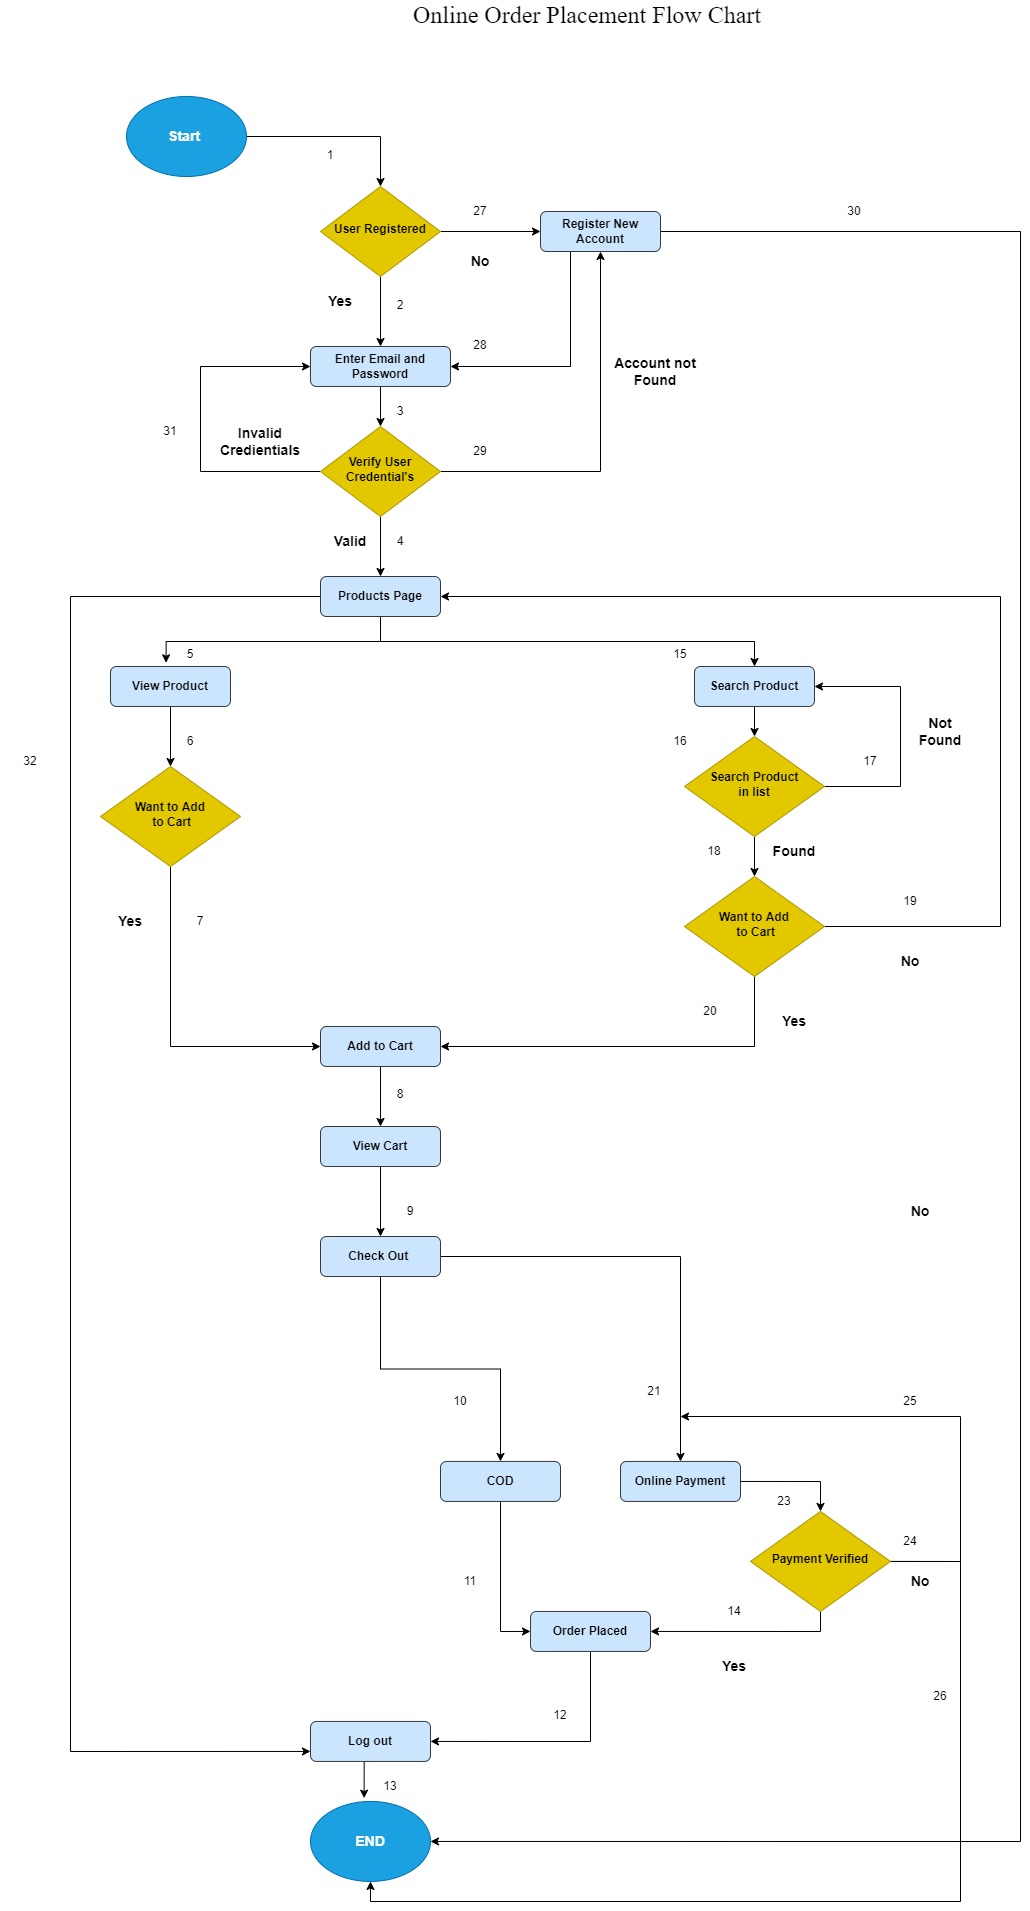 Online Order Placement Flow Chart
Start
1
User Registered
27
No
Register New
Account
30
Yes
2
28
Enter Email and
Password
Account not
Found
31
Invalid
Credientials
3
29
Verify User
Credential's
Valid
4
Products Page
5
15
View Product
Search Product
32
6
16
Not
Found
17
Want to Add
to Cart
Search Product
in list
18
Found
Yes
7
Want to Add
to Cart
19
No
20
Yes
Add to Cart
8
View Cart
9
No
Check Out
10
21
25
COD
Online Payment
23
Payment Verified
24
No
11
14
Order Placed
Yes
26
12
Log out
13
END